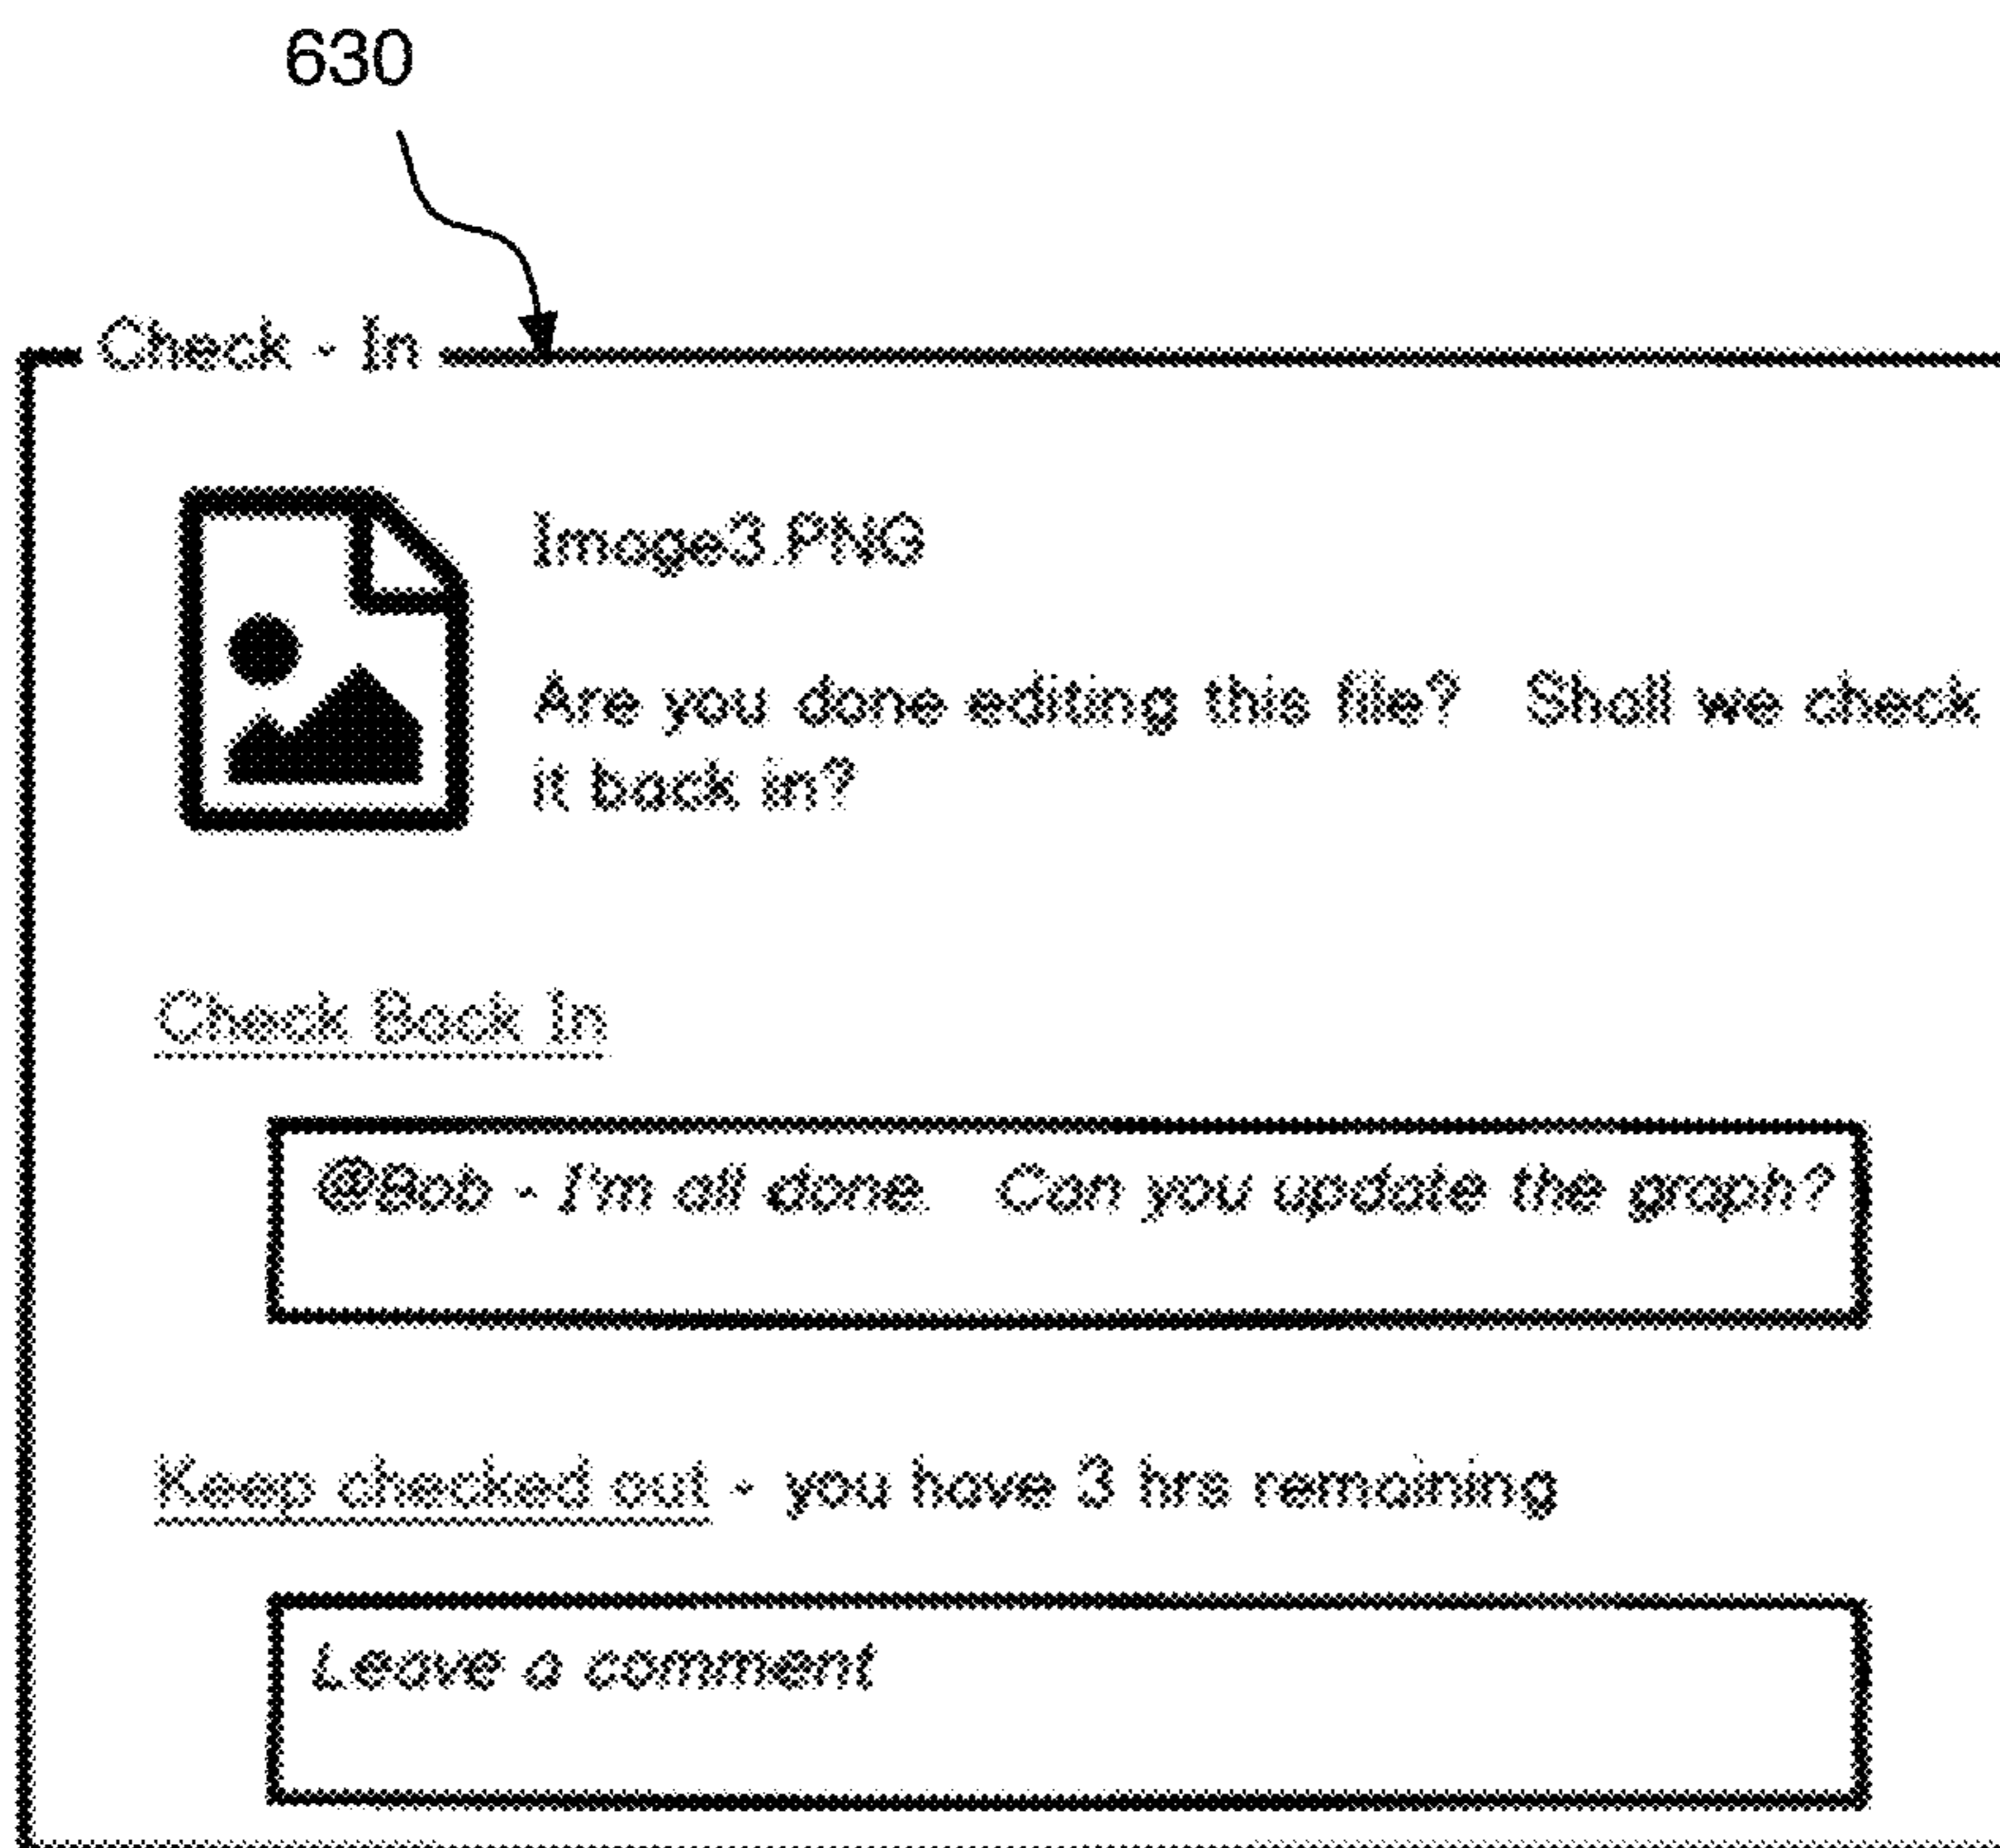 630
Check - In
Image3.PNG
Are you done editing this file? Shall we check
it back in?
Check Back In
@Bob - I'm all done. Can you update the graph?
Keep checked out - you have 3 hrs remaining
Leave a comment